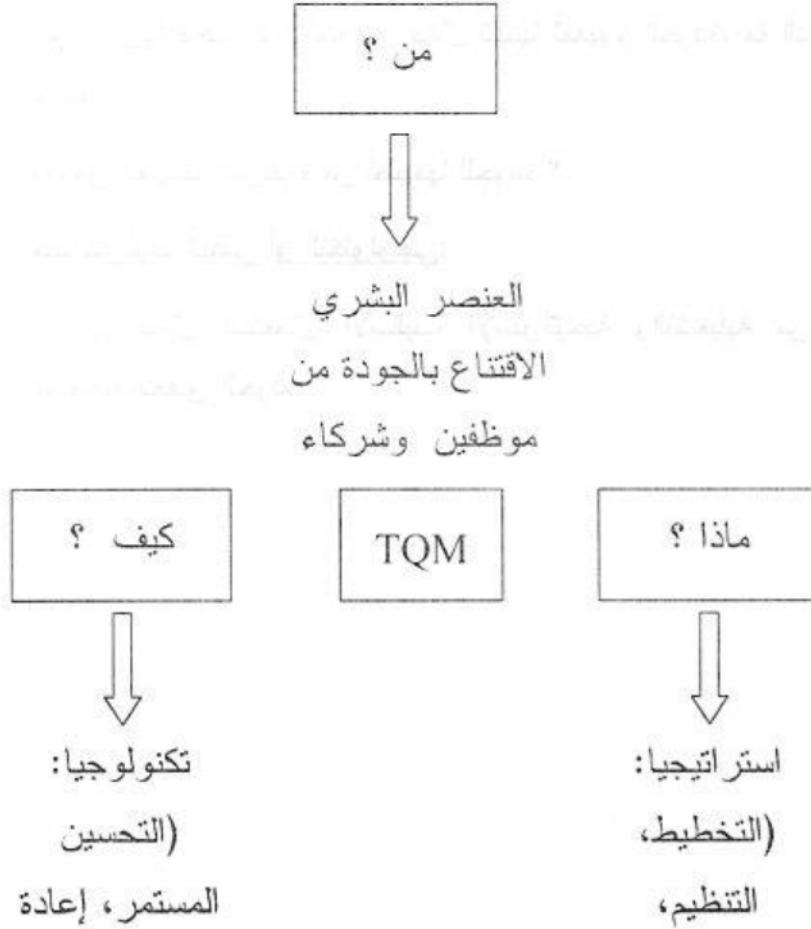 من ؟
العنصر البشري
الاقتناع بالجودة من
موظفين وشركاء
ماذا ؟
TQM
كيف ؟
استراتيجيا:
(التخطيط،
التنظيم،
تكنولوجيا:
(التحسين
المستمر، إعادة